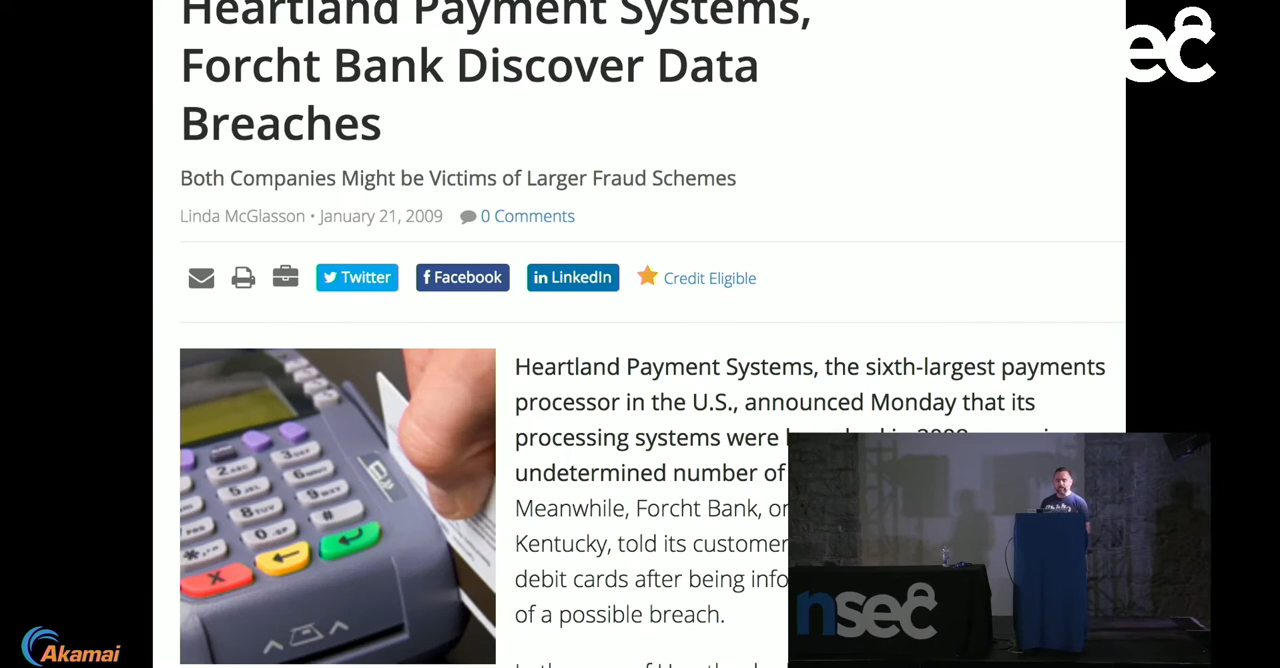 Heartland Payment Systems,
Forcht Bank Discover Data
Breaches
Both Companies Might be Victims of Larger Fraud Schemes
Linda McGlasson • January 21, 2009 0 Comments
Twitter Facebook in LinkedIn Credit Eligible
Heartland Payment Systems, the sixth-largest payments
processor in the U.S., announced Monday that its
processing systems were
undetermined number of
Meanwhile, Forcht Bank,
Kentucky, told its
debit cards after being
of a possible breach.
Akamai
nsec